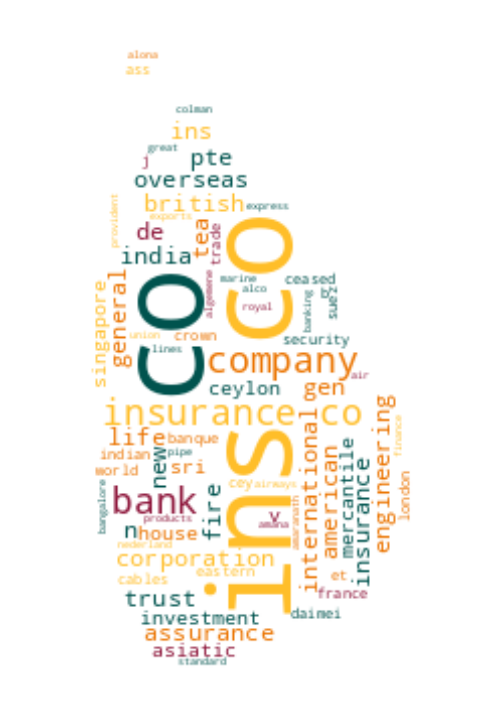 alona
ass
colman
ins
great
j
pte
overseas
provident
british
express
exports
de
tea
trade
india
co
ins co
general
singapore
algemene
marine
alco
royal
ceased
pg
suez
banking
union
lines
crown
security
company
air
ceylon
gen
insurance co
life
banque
indian
pipe
new
sri
world
international
american
mercantile
insurance
engineering
finance
london
bangalore
bank
products
n
house
fire
cey
airways
v
amana
amaranath
nederland
corporation
eastern
cables
et
france
trust
daimei
investment
assurance
asiatic
standard